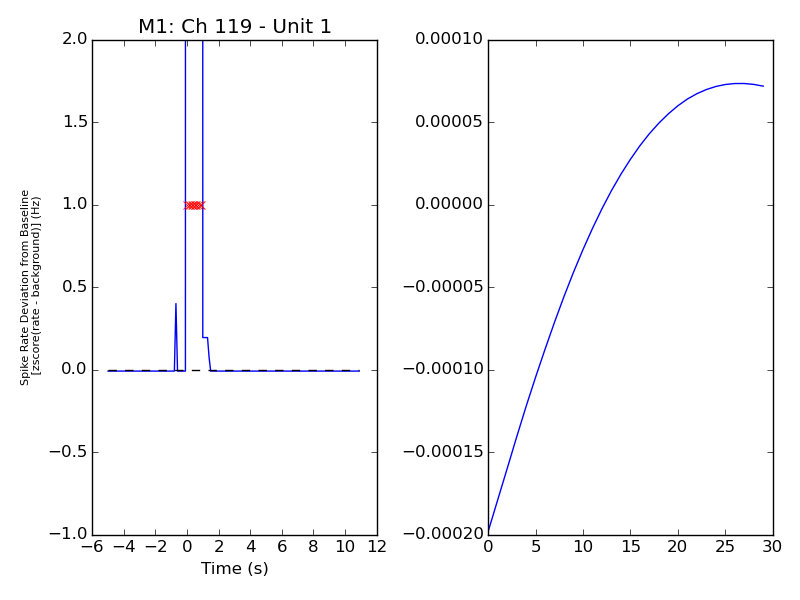 M1: Ch 119 - Unit 1
2.0
1.5
1.0
0.5
0.0
−0.5
−1.0
Spike Rate Deviation from Baseline
[zscore(rate - background)] (Hz)
−6 −4 −2 0 2 4 6 8 10 12
Time (s)
0.00010
0.00005
0.00000
−0.00005
−0.00010
−0.00015
−0.00020
0 5 10 15 20 25 30